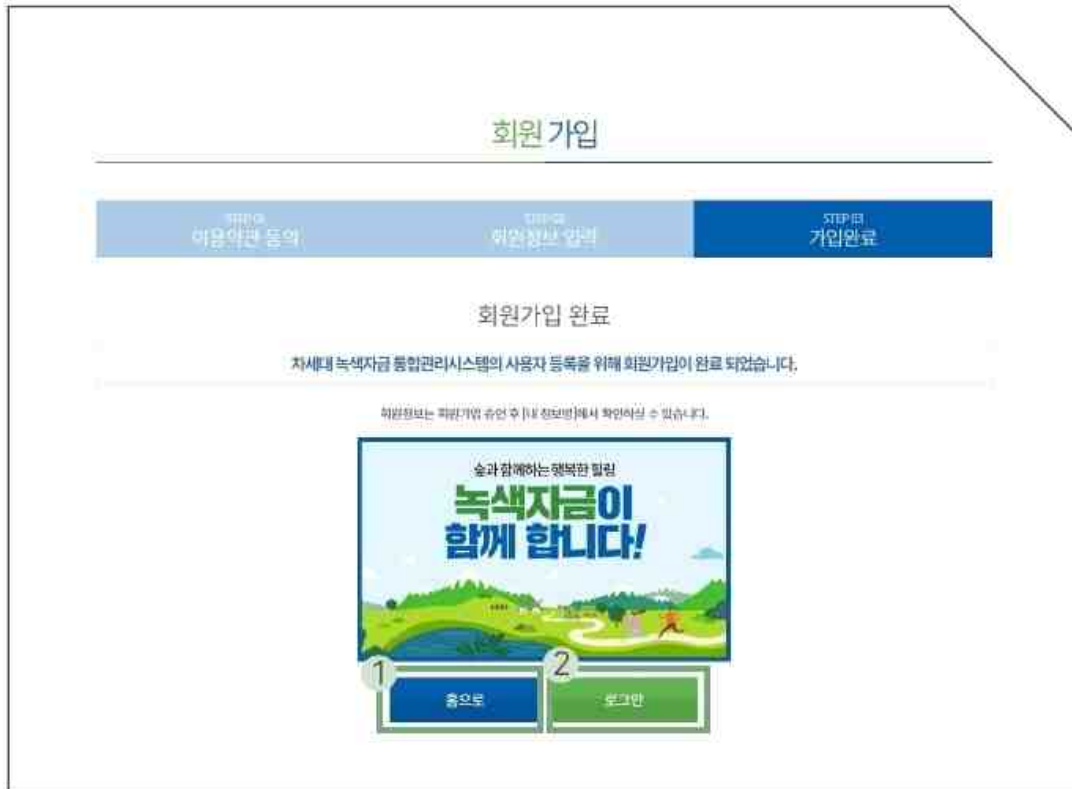 회원 가입
STEP 01
이용약관 동의
STEP 02
회원정보 입력
STEP 03
가입완료
회원가입 완료
차세대 녹색자금 통합관리시스템의 사용자 등록을 위해 회원가입이 완료 되었습니다.
회원정보는 회원가입 승인 후 [내 정보방]에서 확인하실 수 있습니다.
숲과 함께하는 행복한 힐링
녹색자금이
함께 합니다!
1
홈으로
2
로그인